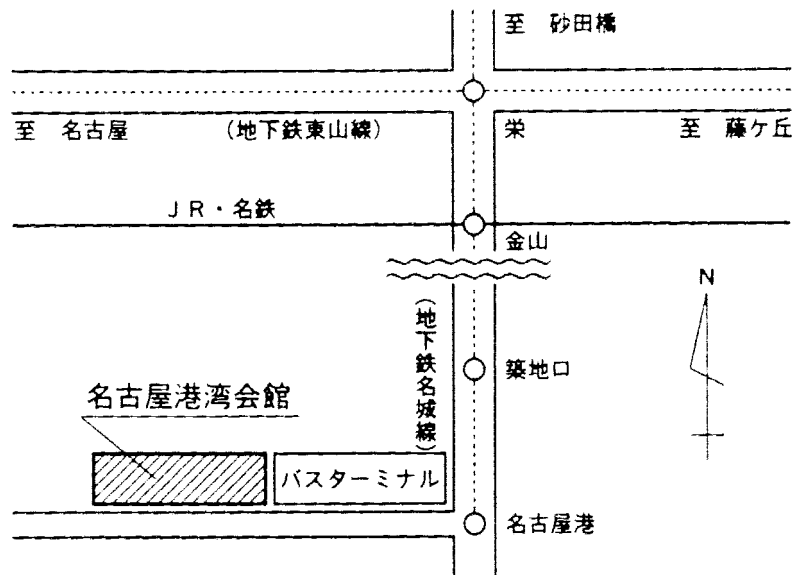 至 砂田橋
至 名古屋
(地下鉄東山線)
栄
至 藤ケ丘
JR・名鉄
金山
N
(地下鉄名城線)
築地口
名古屋港湾会館
バスターミナル
名古屋港